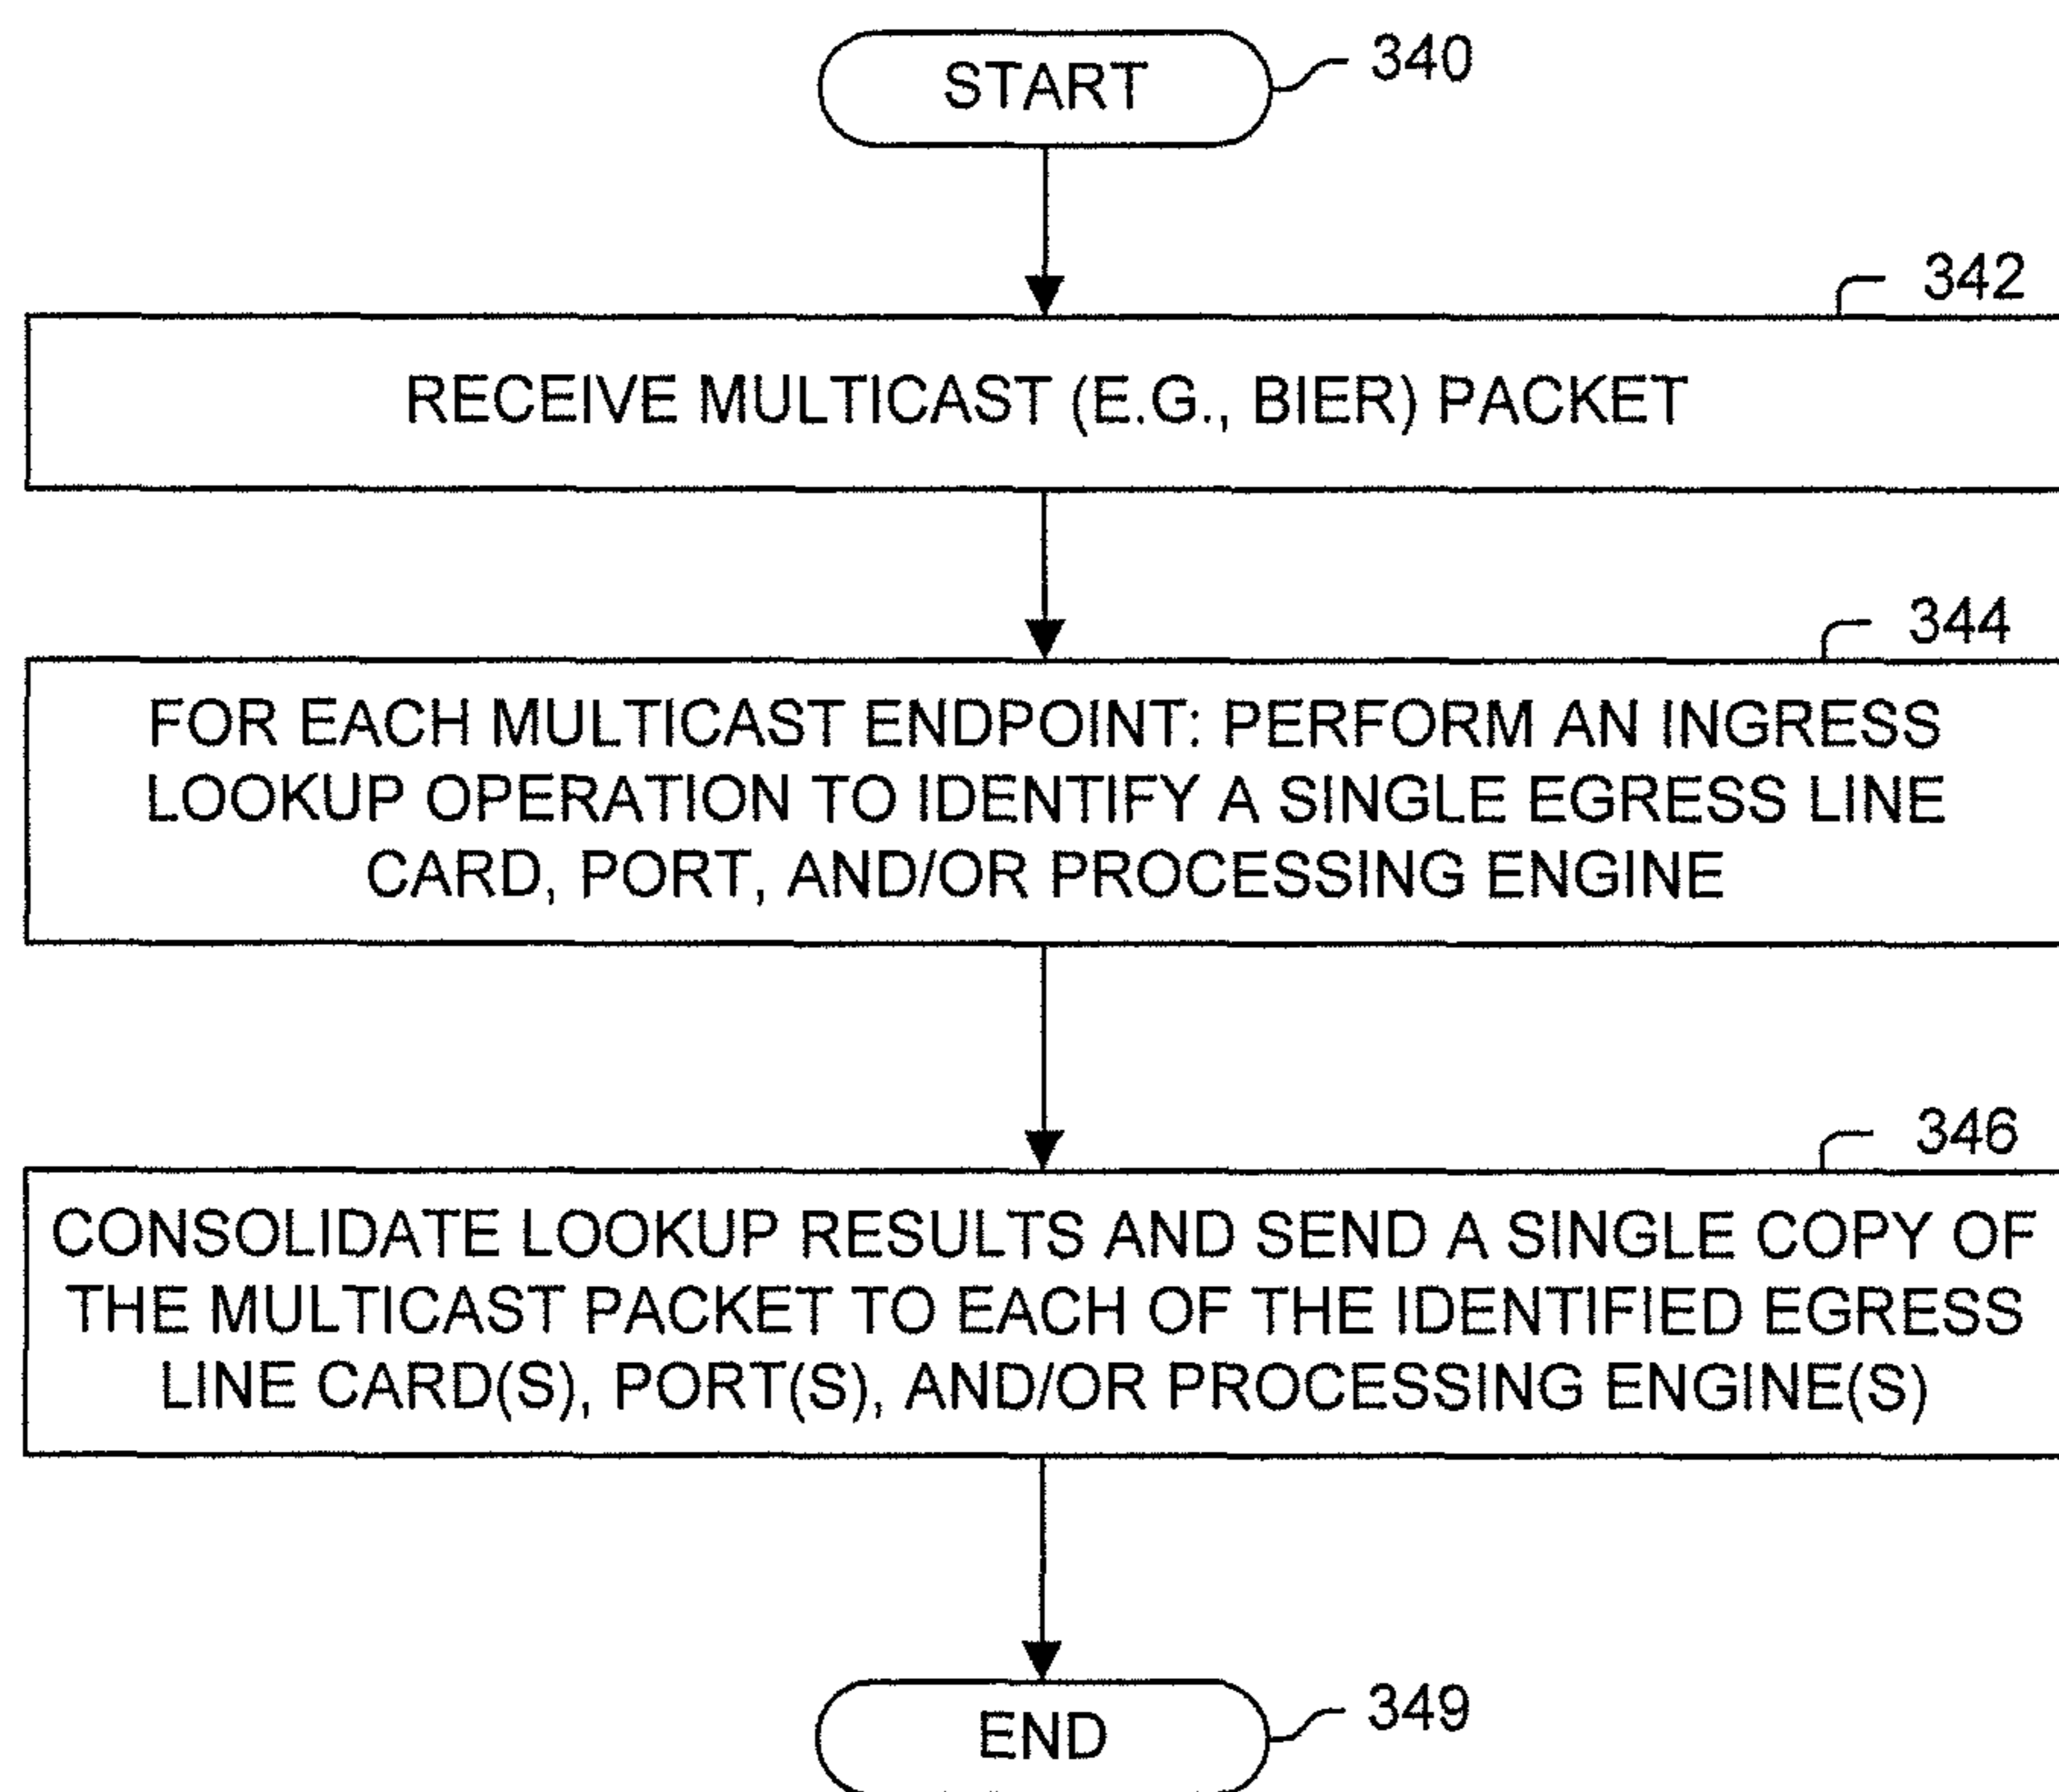 START
340
342
RECEIVE MULTICAST (E.G., BIER) PACKET
344
FOR EACH MULTICAST ENDPOINT: PERFORM AN INGRESS
LOOKUP OPERATION TO IDENTIFY A SINGLE EGRESS LINE
CARD, PORT, AND/OR PROCESSING ENGINE
346
CONSOLIDATE LOOKUP RESULTS AND SEND A SINGLE COPY OF
THE MULTICAST PACKET TO EACH OF THE IDENTIFIED EGRESS
LINE CARD(S), PORT(S), AND/OR PROCESSING ENGINE(S)
END
349